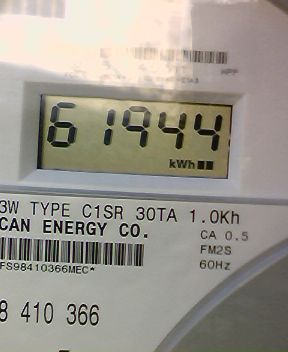 61944
kWh
3W TYPE C1SR 30TA 1.0Kh
CAN ENERGY CO.
CA 0.5
FM2S
60Hz
FS98410366MEC*
8 410 366